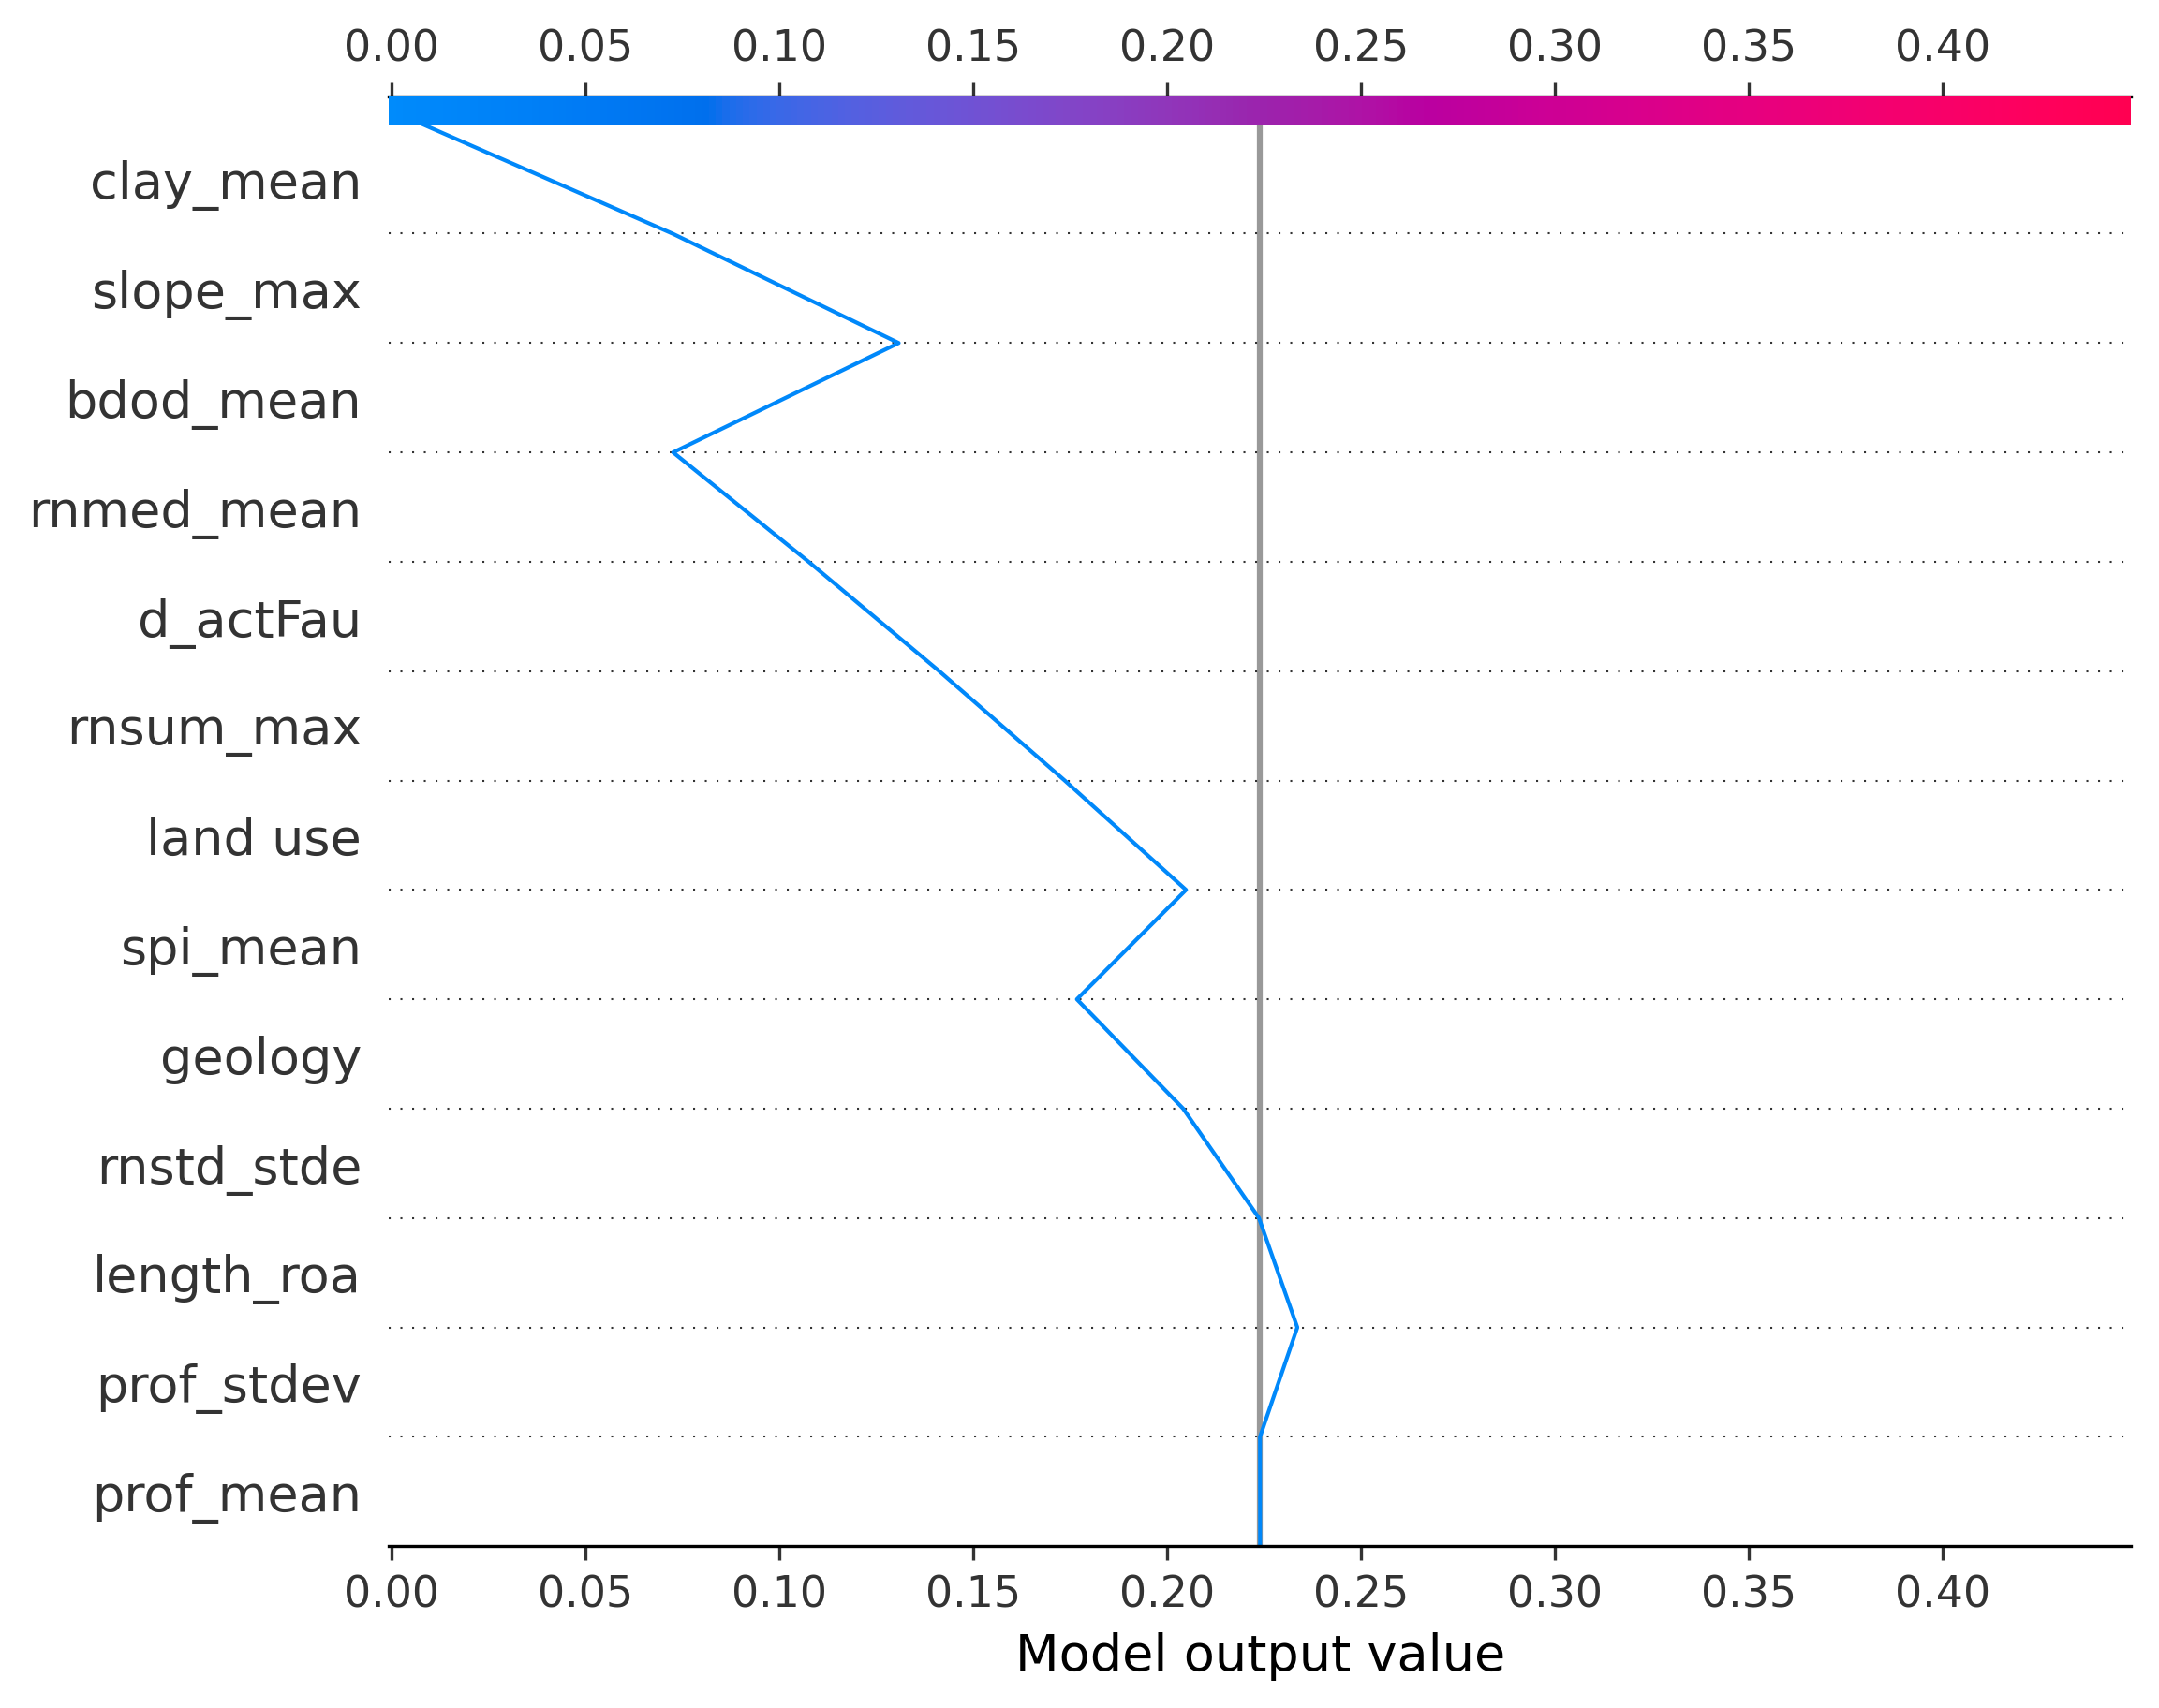 0.00 0.05 0.10 0.15 0.20 0.25 0.30 0.35 0.40
clay_mean
slope_max
bdod_mean
rnmed_mean
d_actFau
rnsum_max
land use
spi_mean
geology
rnstd_stde
length_roa
prof_stdev
prof_mean
0.00 0.05 0.10 0.15 0.20 0.25 0.30 0.35 0.40
Model output value